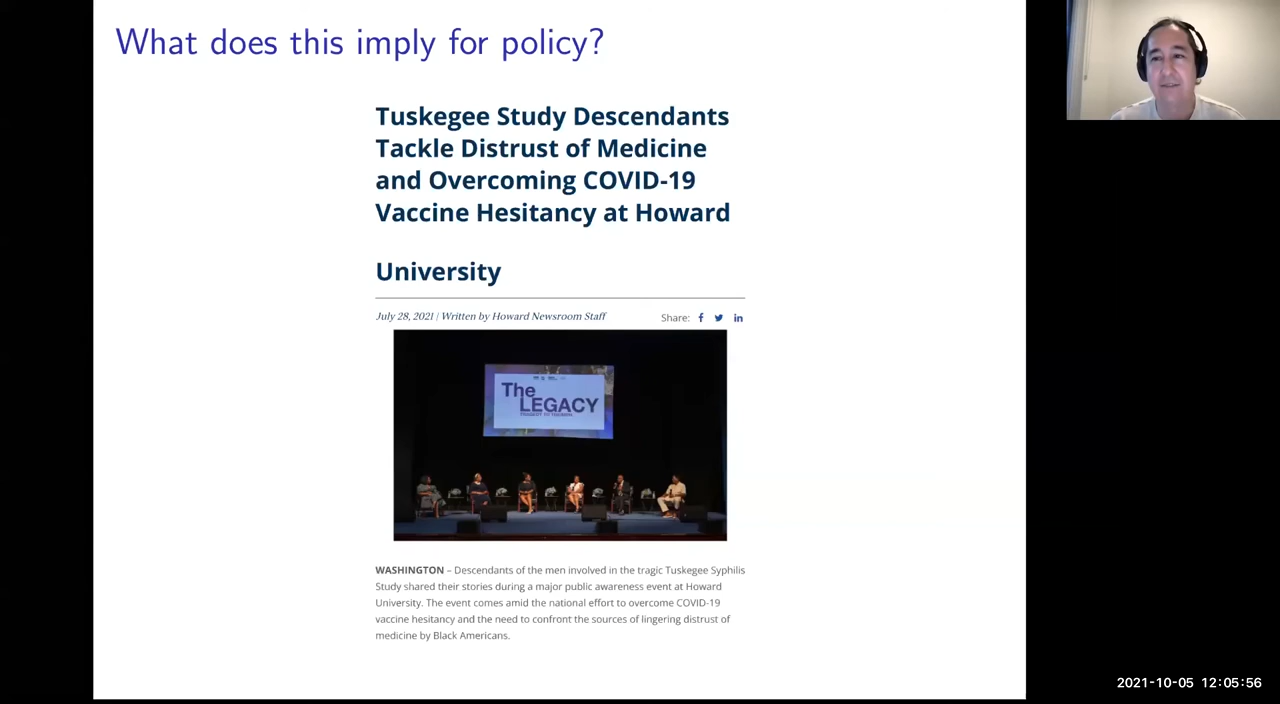 What does this imply for policy?
Tuskegee Study Descendants
Tackle Distrust of Medicine
and Overcoming COVID-19
Vaccine Hesitancy at Howard
University
July 28, 2021 | Written by Howard Newsroom Staff
Share:
The
LEGACY
WASHINGTON – Descendants of the men involved in the tragic Tuskegee Syphilis
Study shared their stories during a major public awareness event at Howard
University. The event comes amid the national effort to overcome COVID-19
vaccine hesitancy and the need to confront the sources of lingering distrust of
medicine by Black Americans.
2021-10-05 12:05:56